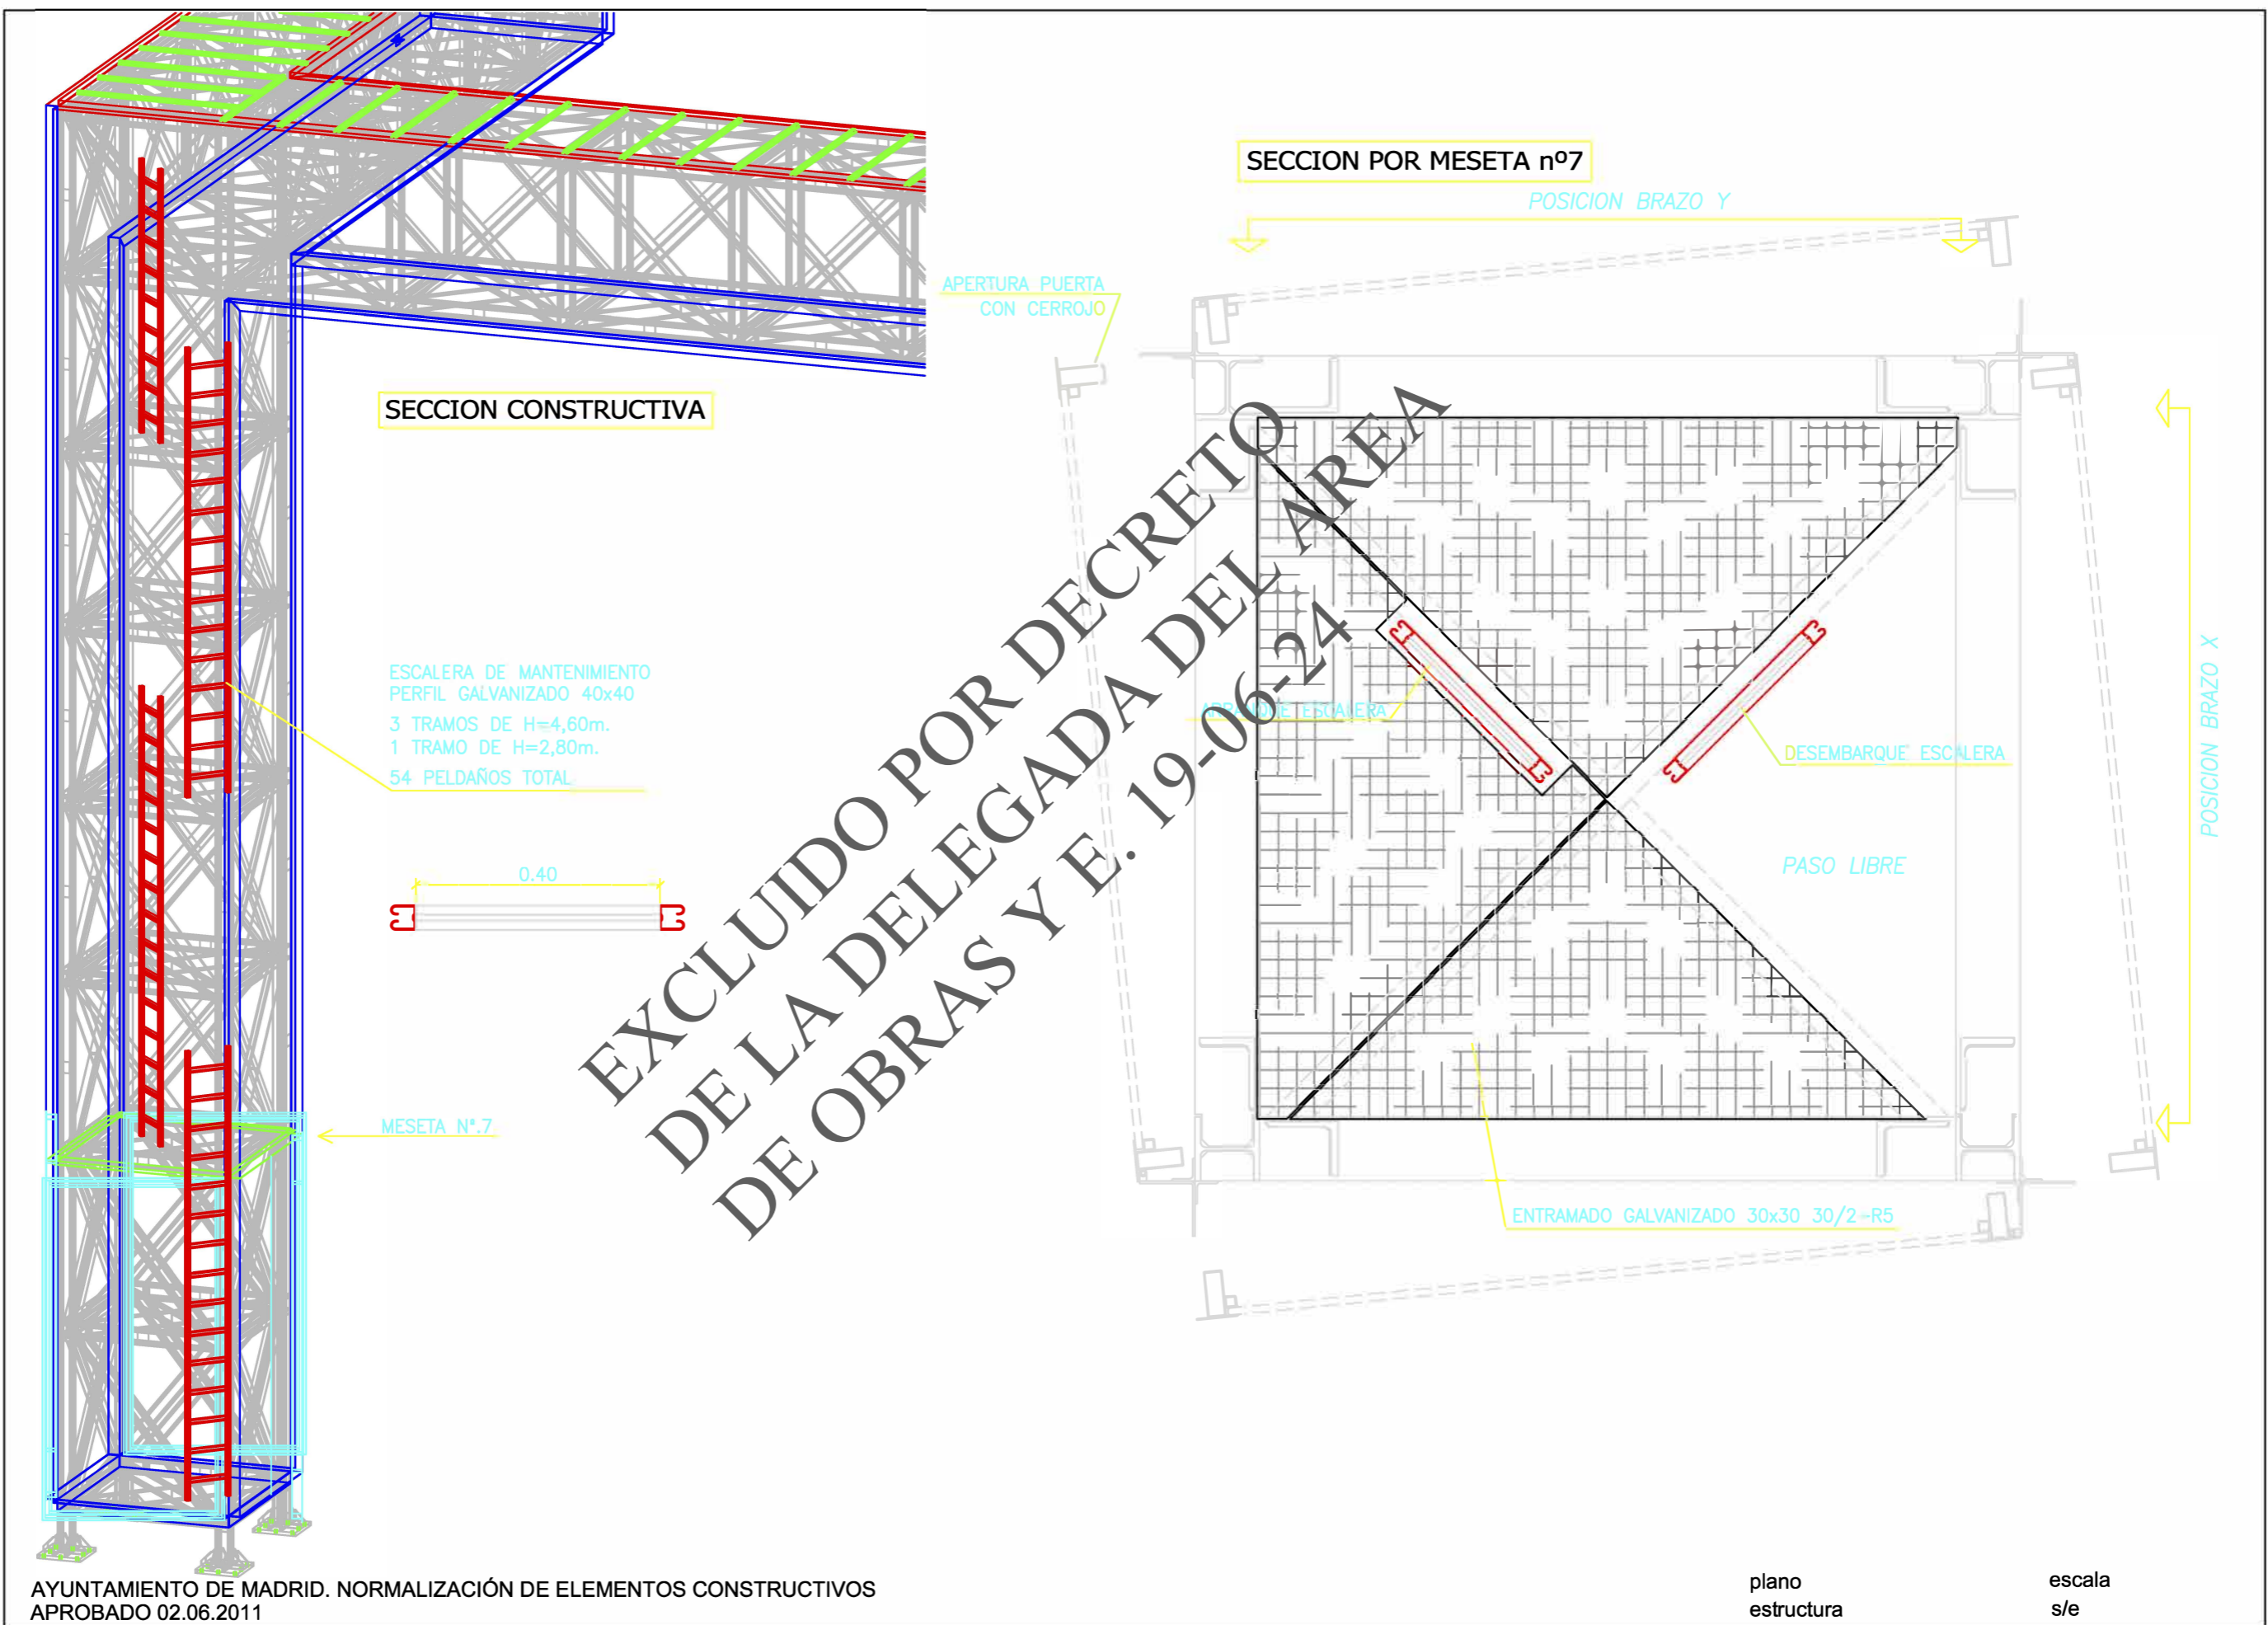 SECCION CONSTRUCTIVA
ESCALERA DE MANTENIMIENTO
PERFIL GALVANIZADO 40x40
3 TRAMOS DE H=4,60m.
1 TRAMO DE H=2,80m.
54 PELDAÑOS TOTAL
0.40
MESETA Nº.7
SECCION POR MESETA nº7
POSICION BRAZO Y
APERTURA PUERTA
CON CERROJO
ARRANQUE ESCALERA
DESEMBARQUE ESCALERA
PASO LIBRE
POSICION BRAZO X
ENTRAMADO GALVANIZADO 30x30 30/2-R5
EXCLUIDO POR DECRETO
DE LA DELEGADA DEL AREA
DE OBRAS Y E. 19-06-24
AYUNTAMIENTO DE MADRID. NORMALIZACIÓN DE ELEMENTOS CONSTRUCTIVOS
APROBADO 02.06.2011
plano
estructura
escala
s/e